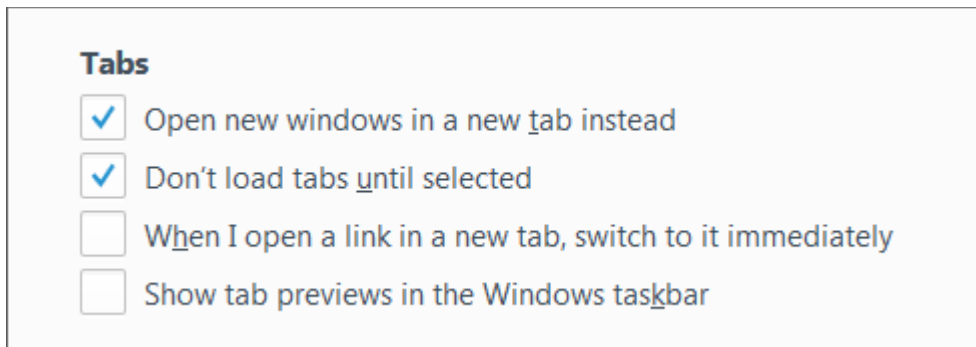 Tabs
Open new windows in a new tab instead
Don't load tabs until selected
When I open a link in a new tab, switch to it immediately
Show tab previews in the Windows taskbar